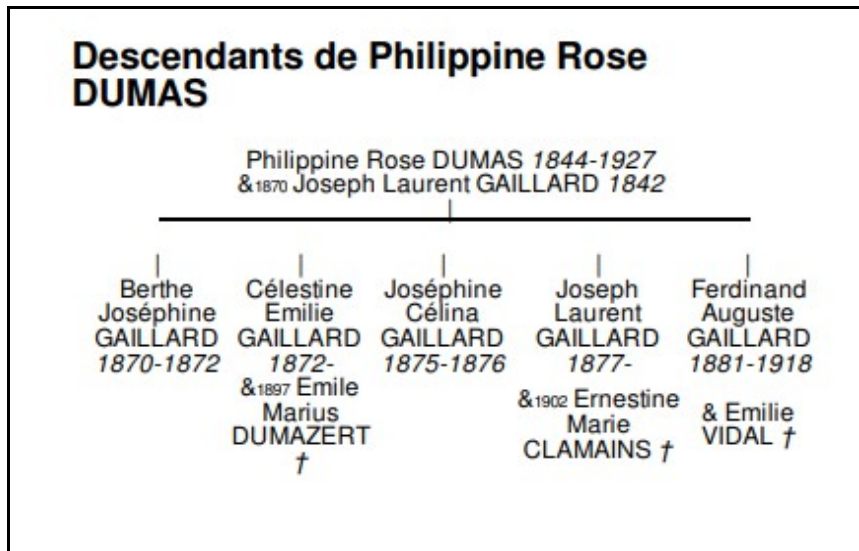 Descendants de Philippine Rose
DUMAS
Philippine Rose DUMAS 1844-1927
&1870 Joseph Laurent GAILLARD 1842
Berthe
Joséphine
GAILLARD
1870-1872
Célestine
Emilie
GAILLARD
1872-
&1897 Emile
Marius
DUMAZERT
†
Joséphine
Célina
GAILLARD
1875-1876
Joseph
Laurent
GAILLARD
1877-
&1902 Ernestine
Marie
CLAMAINS †
Ferdinand
Auguste
GAILLARD
1881-1918
& Emilie
VIDAL †